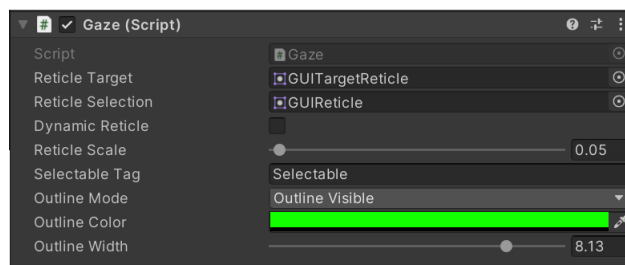 # Gaze (Script)
Script # Gaze
Reticle Target GUITargetReticle
Reticle Selection GUIReticle
Dynamic Reticle
Reticle Scale 0.05
Selectable Tag Selectable
Outline Mode Outline Visible
Outline Color
Outline Width 8.13